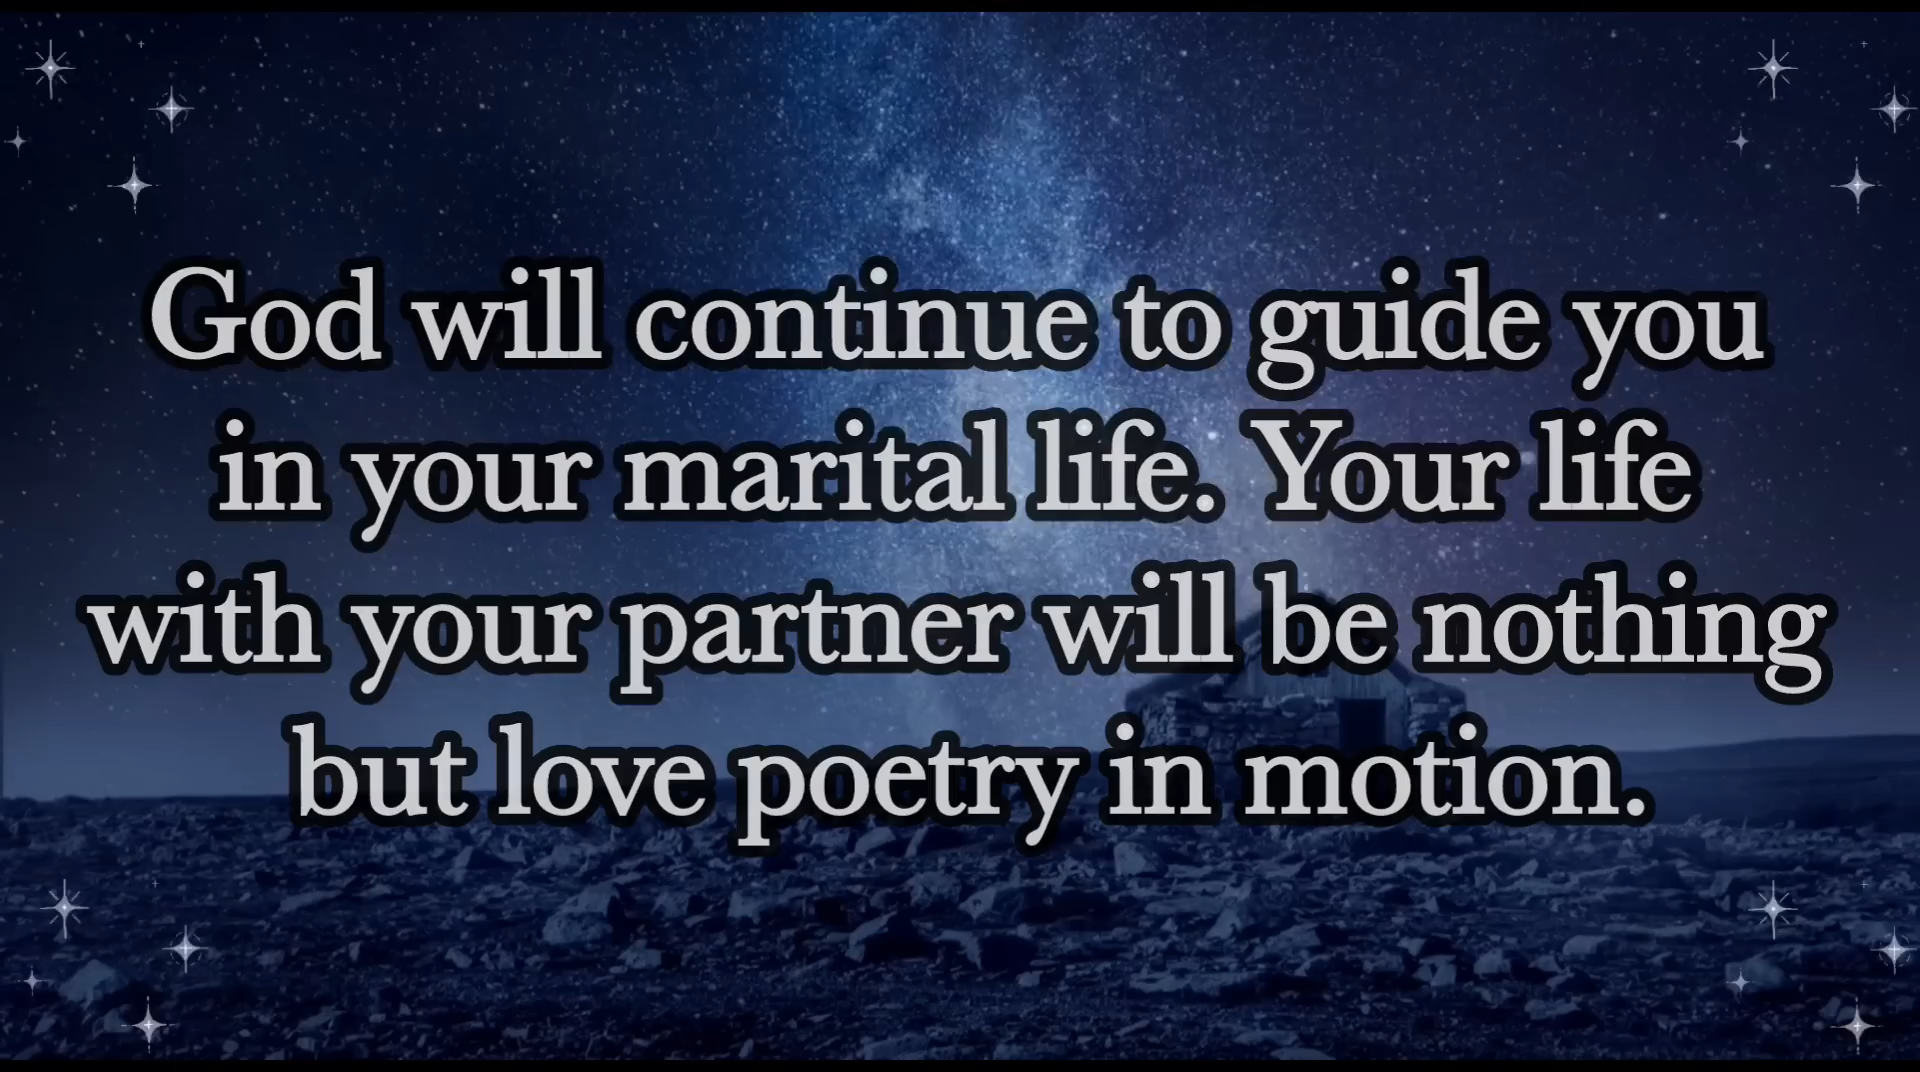 God will continue to guide you
in your marital life. Your life
with your partner will be nothing
but love poetry in motion.